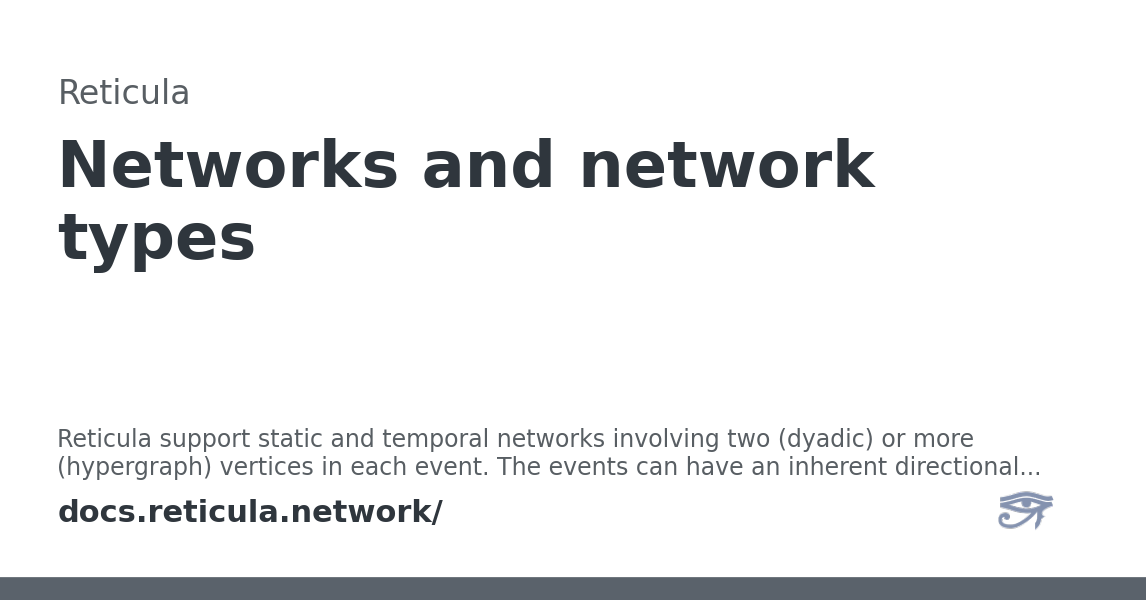 Reticula
Networks and network
types
Reticula support static and temporal networks involving two (dyadic) or more
(hypergraph) vertices in each event. The events can have an inherent directional...
docs.reticula.network/